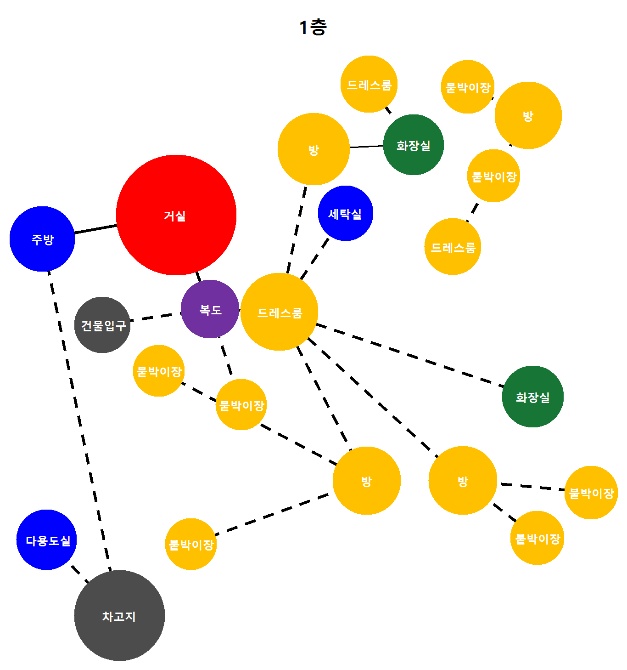 1층
드레스룸
붙박이장
방
화장실
방
붙박이장
세탁실
거실
주방
드레스룸
복도
드레스룸
건물입구
붙박이장
붙박이장
화장실
방
방
붙박이장
다용도실
붙박이장
붙박이장
차고지